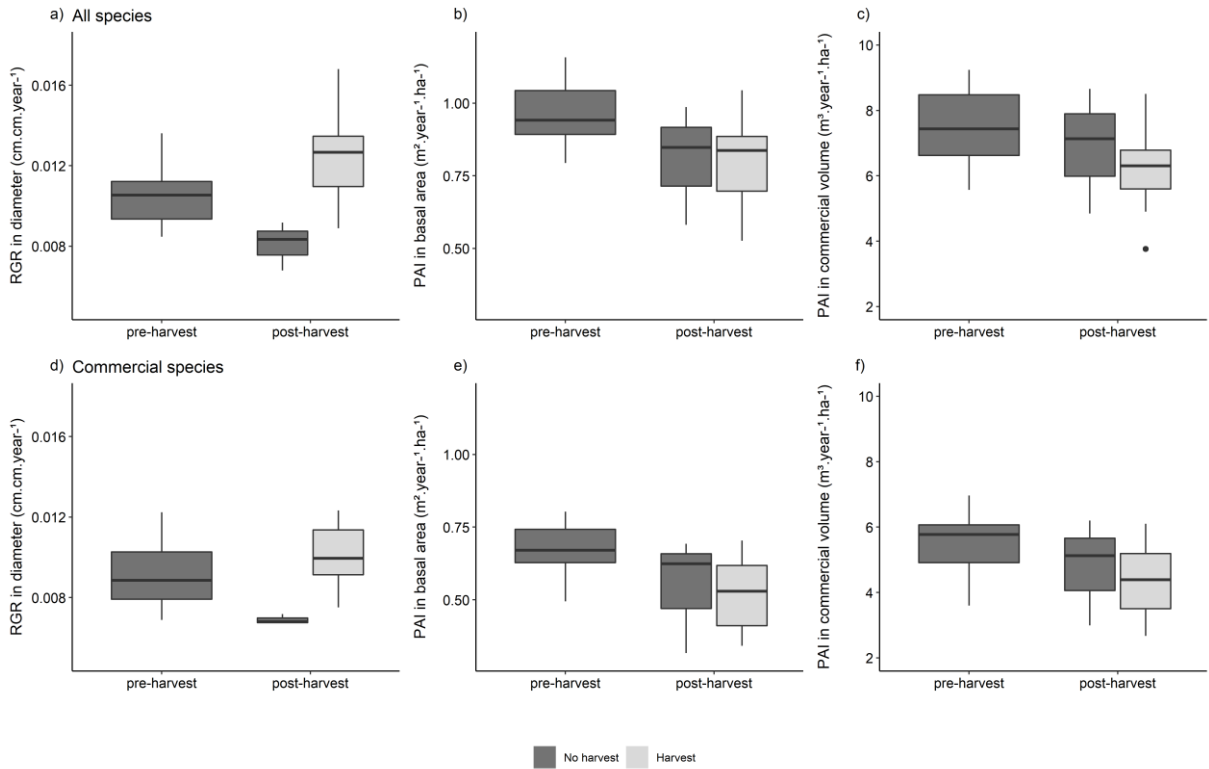 a) All species
RGR in diameter (cm.cm.year-¹)
0.016
0.012
0.008
pre-harvest post-harvest
b)
PAI in basal area (m².year-¹.ha-¹)
1.00
0.75
0.50
pre-harvest post-harvest
c)
PAI in commercial volume (m³.year-¹.ha-¹)
10
8
6
4
2
pre-harvest post-harvest
d) Commercial species
RGR in diameter (cm.cm.year-¹)
0.016
0.012
0.008
pre-harvest post-harvest
e)
PAI in basal area (m².year-¹.ha-¹)
1.00
0.75
0.50
pre-harvest post-harvest
f)
PAI in commercial volume (m³.year-¹.ha-¹)
10
8
6
4
2
pre-harvest post-harvest
No harvest Harvest